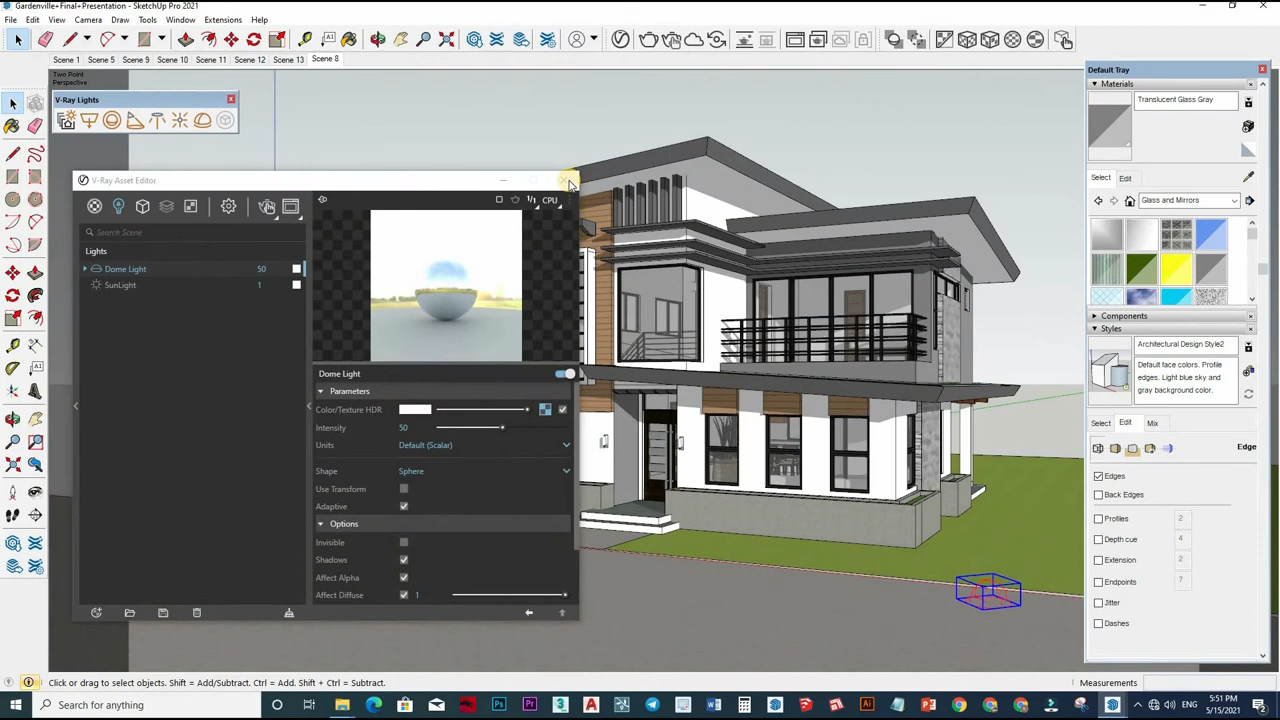 Gardenville+Final+Presentation - SketchUp Pro 2021
File Edit View Camera Draw Tools Window Extensions Help
Scene 1 Scene 5 Scene 9 Scene 10 Scene 11 Scene 12 Scene 13 Scene 8
Two Point
Perspective
V-Ray Lights
V-Ray Asset Editor
CPU
Search Scene
Lights
Dome Light 50
SunLight 1
Dome Light
Parameters
Color/Texture HDR
Intensity 50
Units Default (Scalar)
Shape Sphere
Use Transform
Adaptive
Options
Invisible
Shadows
Affect Alpha
Affect Diffuse 1
Default Tray
Materials
Translucent Glass Gray
Select Edit
Glass and Mirrors
Components
Styles
Architectural Design Style2
Default face colors. Profile
edges. Light blue sky and
gray background color.
Select Edit Mix
Edge
Edges
Back Edges
Profiles 2
Depth cue 4
Extension 2
Endpoints 7
Jitter
Dashes
Click or drag to select objects. Shift = Add/Subtract. Ctrl = Add. Shift + Ctrl = Subtract.
Measurements
Type here to search
ENG
5:51 PM
5/15/2021